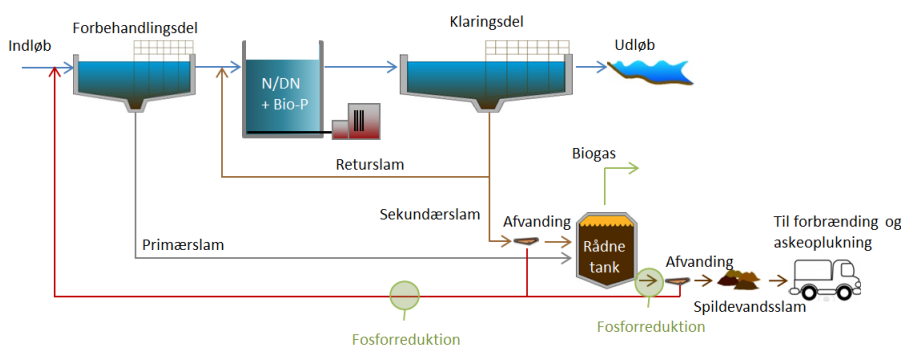 Forbehandlingsdel
Klaringsdel
Indløb
Udløb
N/DN
+ Bio-P
Returslam
Biogas
Sekundærslam
Afvanding
Til forbrænding og
askeoplukning
Primærslam
Rådne
tank
Afvanding
Spildevandsslam
Fosforreduktion
Fosforreduktion